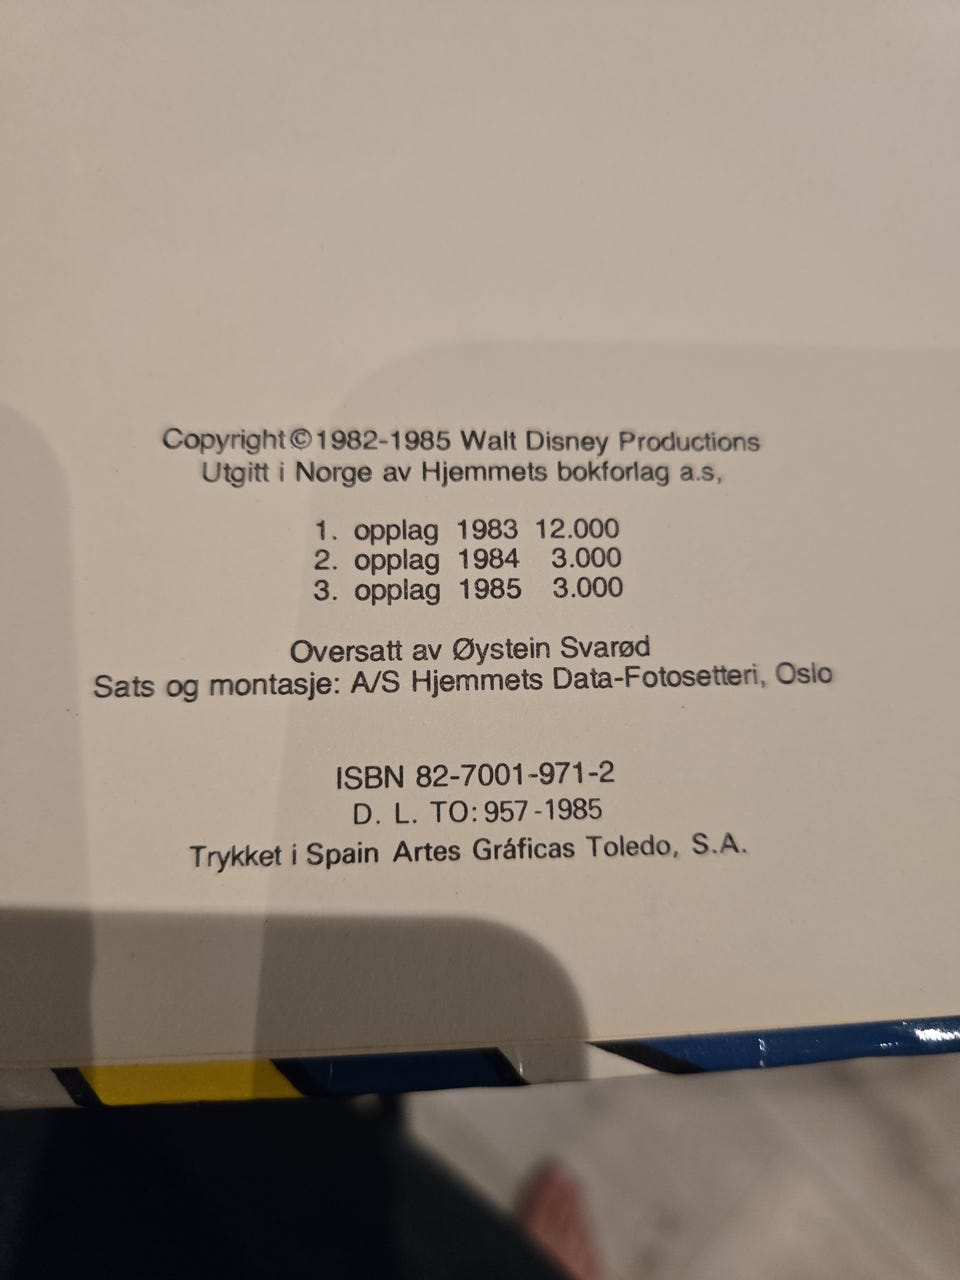 Copyright © 1982-1985 Walt Disney Productions
Utgitt i Norge av Hjemmets bokforlag a.s,
1. opplag 1983 12.000
2. opplag 1984 3.000
3. opplag 1985 3.000
Oversatt av Øystein Svarød
Sats og montasje: A/S Hjemmets Data-Fotosetteri, Oslo
ISBN 82-7001-971-2
D. L. TO: 957 -1985
Trykket i Spain Artes Gráficas Toledo, S.A.